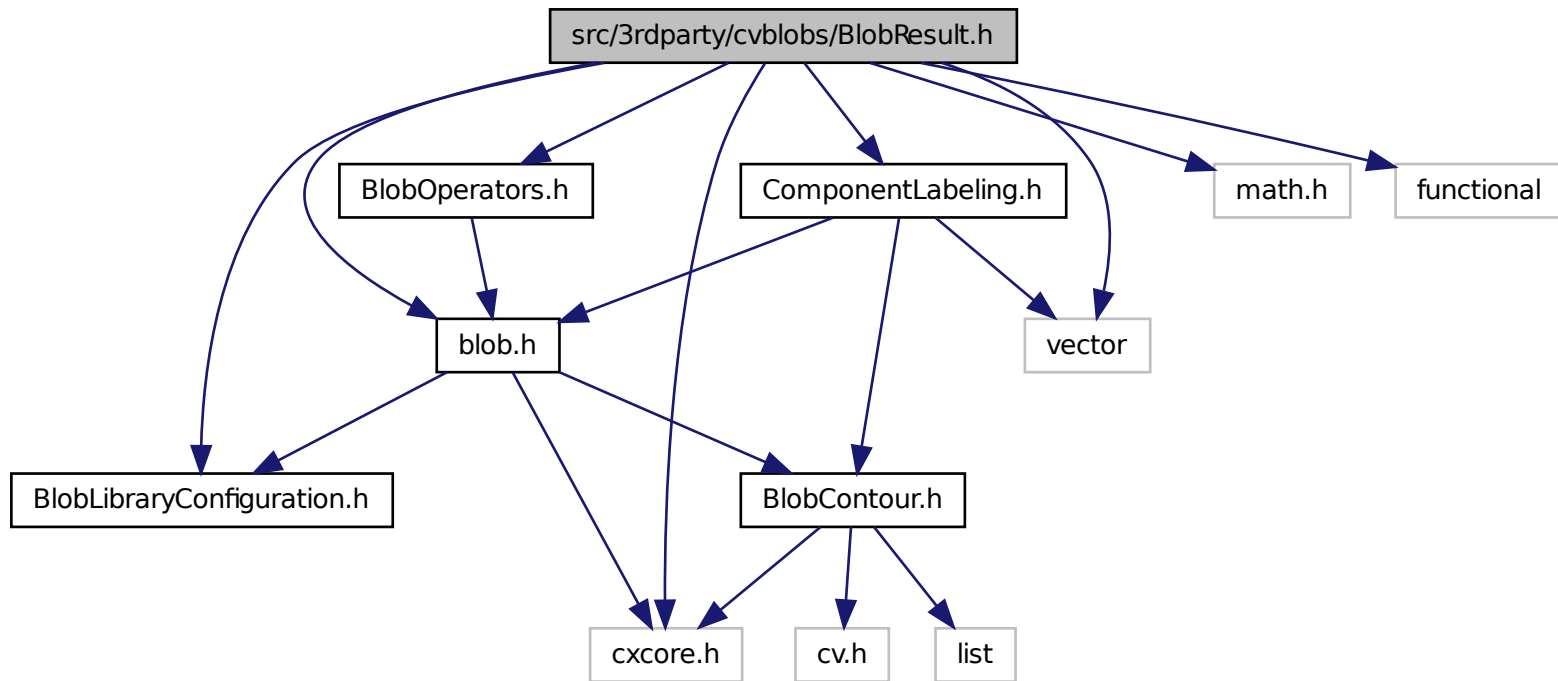 src/3rdparty/cvblobs/BlobResult.h
BlobOperators.h
ComponentLabeling.h
math.h
functional
blob.h
vector
BlobLibraryConfiguration.h
BlobContour.h
cxcore.h
cv.h
list